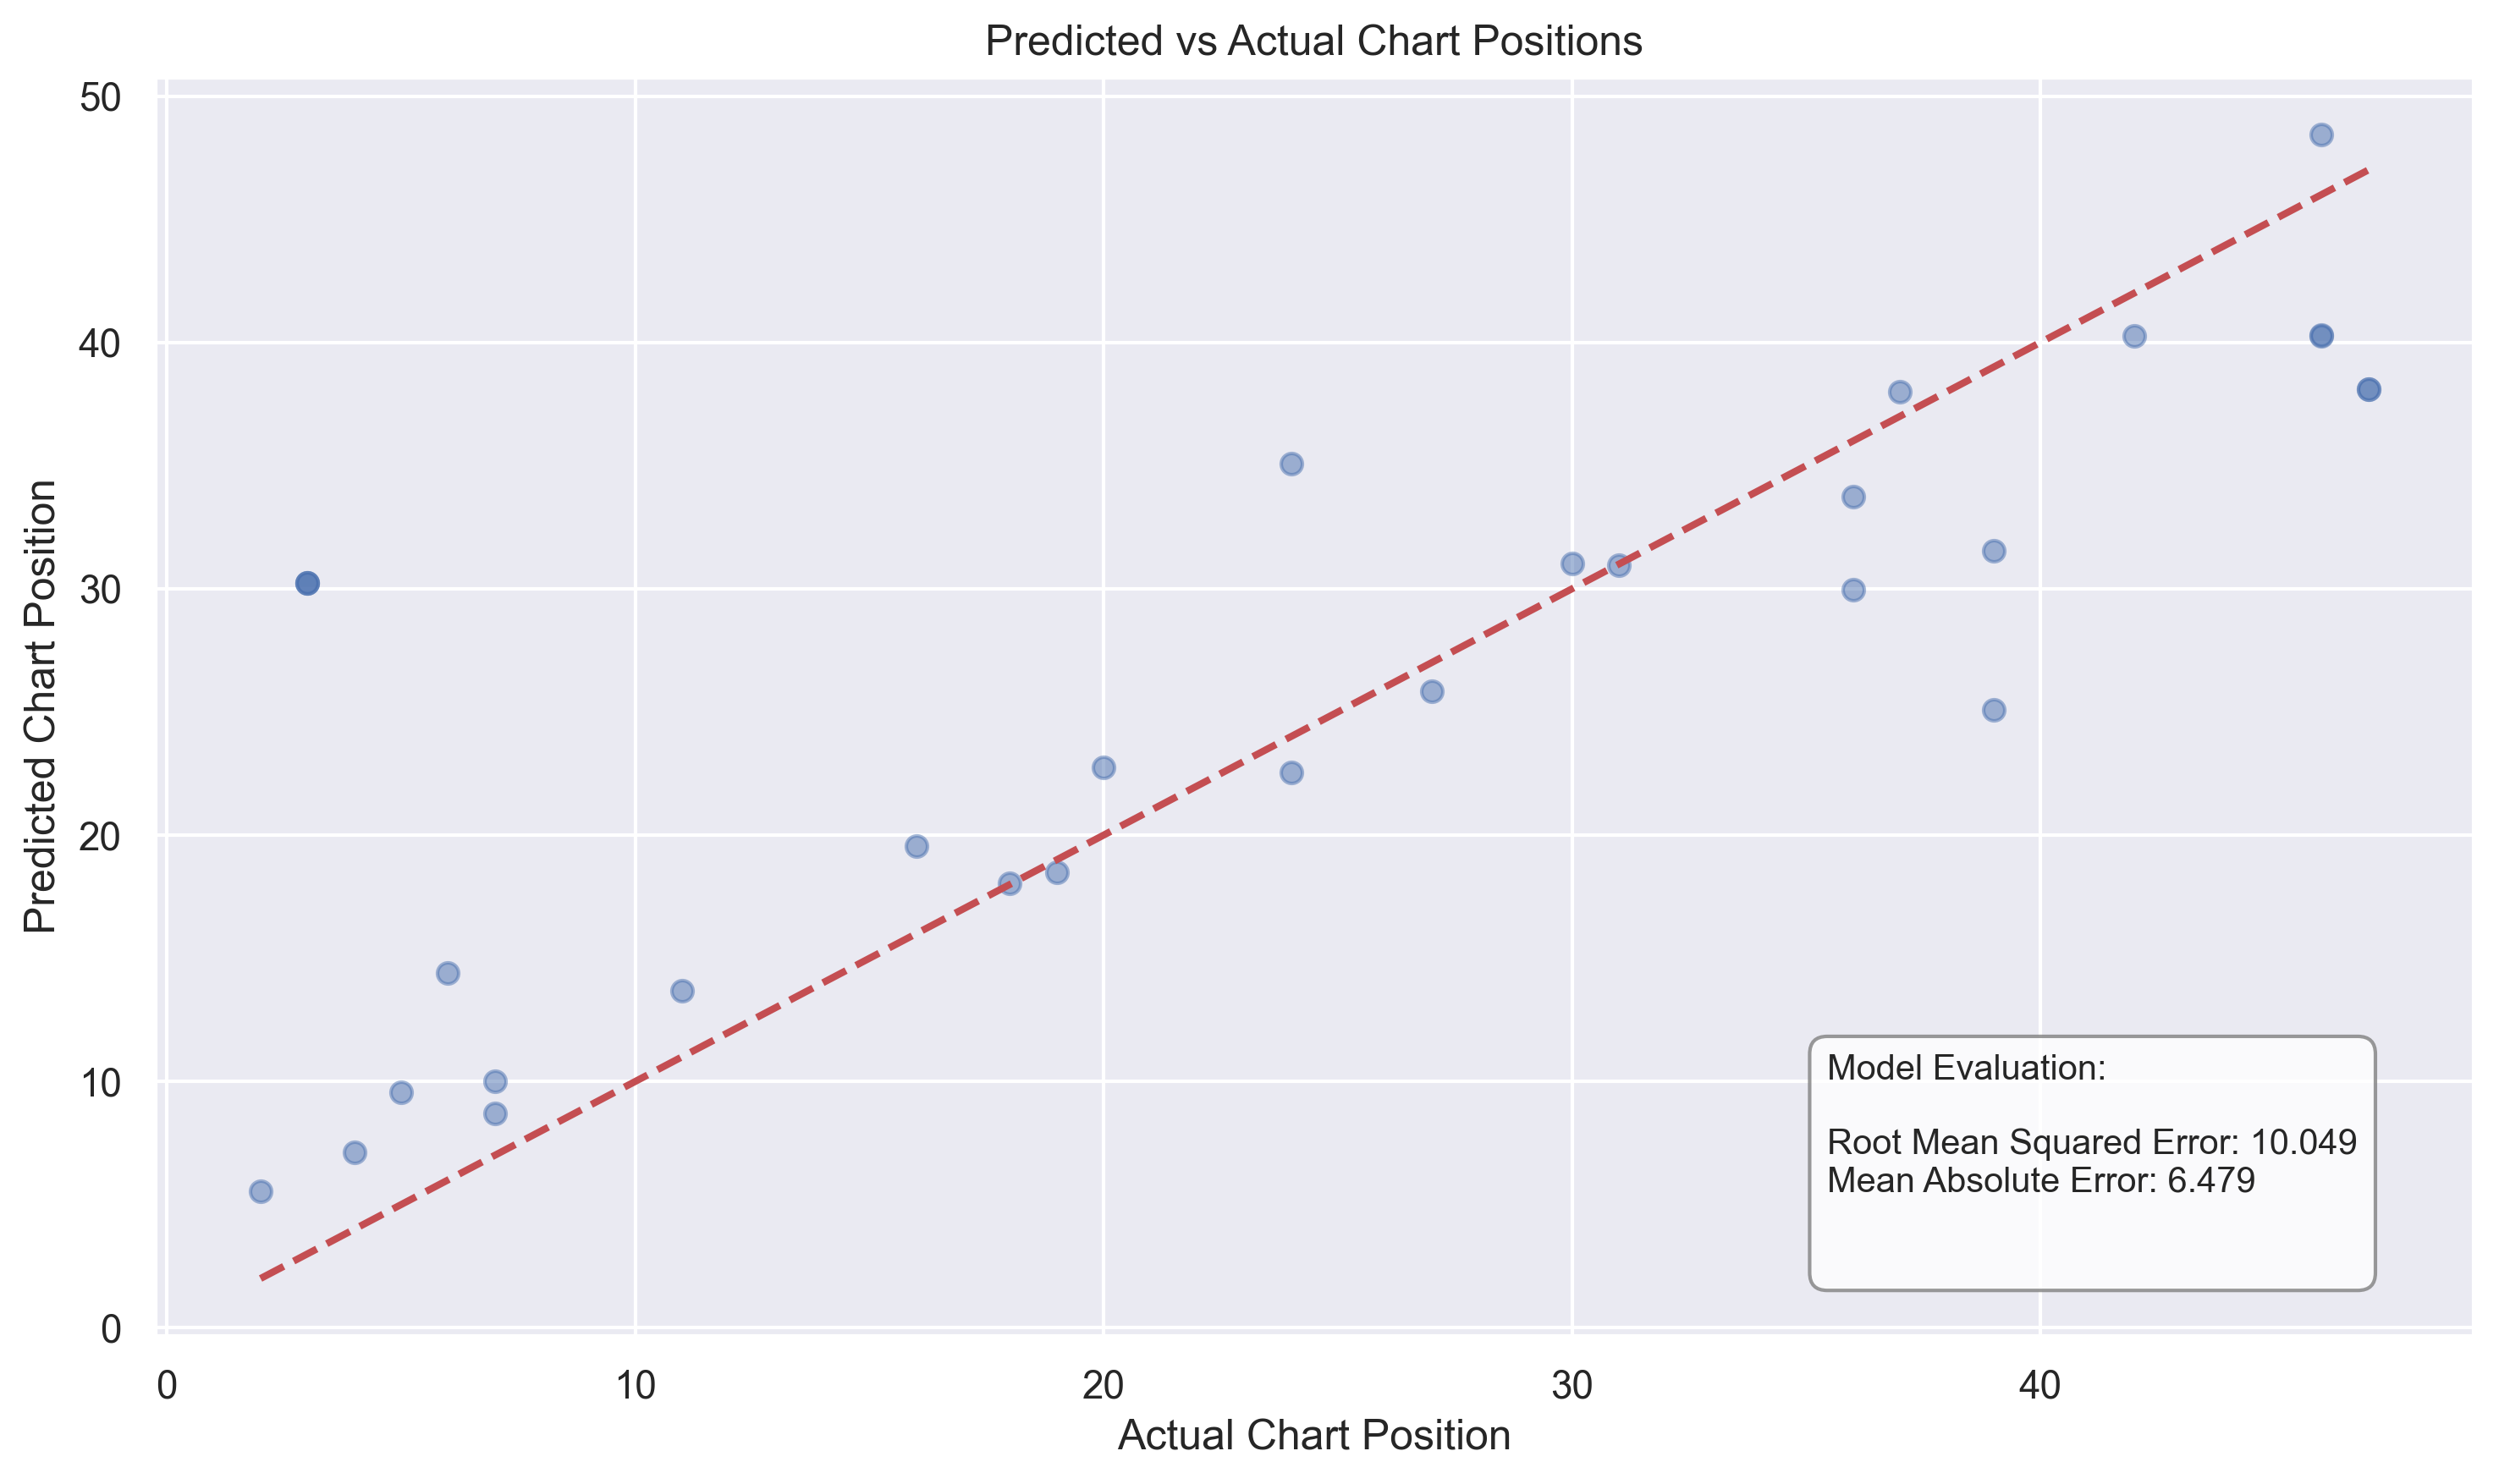 Predicted vs Actual Chart Positions
Predicted Chart Position
50
40
30
20
10
0
Model Evaluation:
Root Mean Squared Error: 10.049
Mean Absolute Error: 6.479
0
10
20
30
40
Actual Chart Position